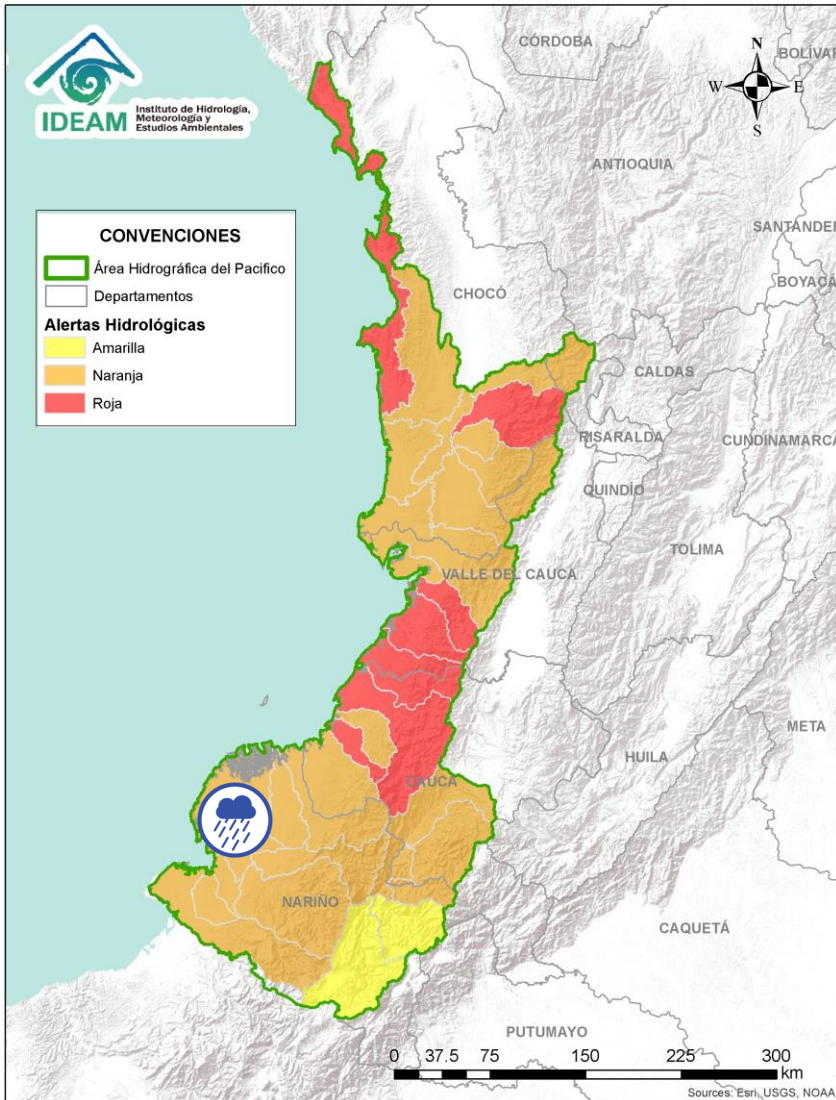 CÓRDOBA
BOLÍVAR
N
W
E
S
IDEAM
Instituto de Hidrología,
Meteorología y
Estudios Ambientales
ANTIOQUIA
SANTANDER
CONVENCIONES
Área Hidrográfica del Pacifico
Departamentos
Alertas Hidrológicas
Amarilla
Naranja
Roja
BOYACÁ
CHOCÓ
CALDAS
RISARALDA
CUNDINAMARCA
QUINDÍO
TOLIMA
VALLE DEL CAUCA
META
HUILA
CAUCA
NARIÑO
CAQUETÁ
PUTUMAYO
0 37.5 75 150 225 300
km
Sources: Esri, USGS, NOAA